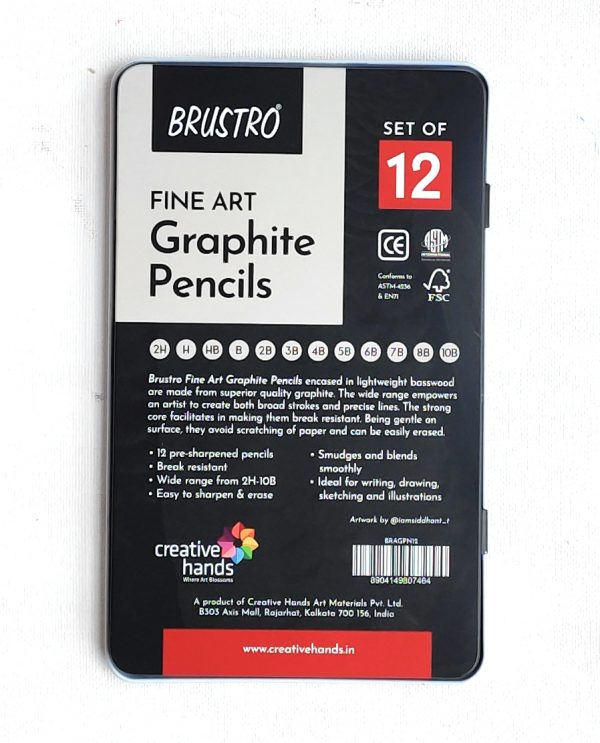 BRUSTRO®
SET OF
12
FINE ART
Graphite
Pencils
CE
ASTM
INTERNATIONAL
Conforms to
ASTM-4236
& EN71
FSC
2H H HB B 2B 3B 4B 5B 6B 7B 8B 10B
Brustro Fine Art Graphite Pencils encased in lightweight basswood
are made from superior quality graphite. The wide range empowers
an artist to create both broad strokes and precise lines. The strong
core facilitates in making them break resistant. Being gentle on
surface, they avoid scratching of paper and can be easily erased.
• 12 pre-sharpened pencils
• Break resistant
• Wide range from 2H-10B
• Easy to sharpen & erase
• Smudges and blends
smoothly
• Ideal for writing, drawing,
sketching and illustrations
Artwork by @iamsiddhant_t
creative
hands
Where Art Blossoms
BRAGPN12
8904149807464
A product of Creative Hands Art Materials Pvt. Ltd.
B303 Axis Mall, Rajarhat, Kolkata 700 156, India
www.creativehands.in